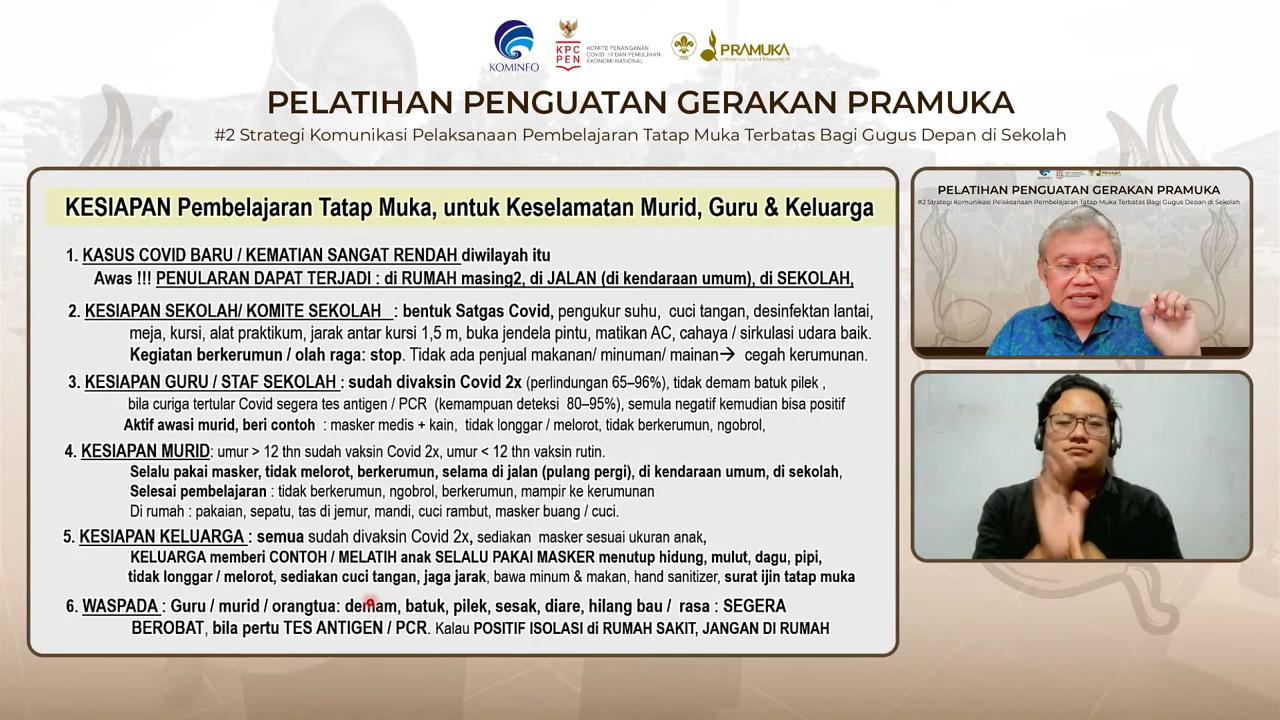 KOMINFO
KPC
PEN
KOMITE PENANGANAN
COVID-19 DAN PEMULIHAN
EKONOMI NASIONAL
PRAMUKA
Indonesia Scout Movement
PELATIHAN PENGUATAN GERAKAN PRAMUKA
#2 Strategi Komunikasi Pelaksanaan Pembelajaran Tatap Muka Terbatas Bagi Gugus Depan di Sekolah
KESIAPAN Pembelajaran Tatap Muka, untuk Keselamatan Murid, Guru & Keluarga
1. KASUS COVID BARU / KEMATIAN SANGAT RENDAH diwilayah itu
Awas !!! PENULARAN DAPAT TERJADI : di RUMAH masing2, di JALAN (di kendaraan umum), di SEKOLAH,
2. KESIAPAN SEKOLAH/ KOMITE SEKOLAH : bentuk Satgas Covid, pengukur suhu, cuci tangan, desinfektan lantai,
meja, kursi, alat praktikum, jarak antar kursi 1,5 m, buka jendela pintu, matikan AC, cahaya / sirkulasi udara baik.
Kegiatan berkerumun / olah raga: stop. Tidak ada penjual makanan/ minuman/ mainan→ cegah kerumunan.
3. KESIAPAN GURU / STAF SEKOLAH : sudah divaksin Covid 2x (perlindungan 65–96%), tidak demam batuk pilek ,
bila curiga tertular Covid segera tes antigen / PCR (kemampuan deteksi 80–95%), semula negatif kemudian bisa positif
Aktif awasi murid, beri contoh : masker medis + kain, tidak longgar / melorot, tidak berkerumun, ngobrol,
4. KESIAPAN MURID: umur > 12 thn sudah vaksin Covid 2x, umur < 12 thn vaksin rutin.
Selalu pakai masker, tidak melorot, berkerumun, selama di jalan (pulang pergi), di kendaraan umum, di sekolah,
Selesai pembelajaran : tidak berkerumun, ngobrol, berkerumun, mampir ke kerumunan
Di rumah : pakaian, sepatu, tas di jemur, mandi, cuci rambut, masker buang / cuci.
5. KESIAPAN KELUARGA : semua sudah divaksin Covid 2x, sediakan masker sesuai ukuran anak,
KELUARGA memberi CONTOH / MELATIH anak SELALU PAKAI MASKER menutup hidung, mulut, dagu, pipi,
tidak longgar / melorot, sediakan cuci tangan, jaga jarak, bawa minum & makan, hand sanitizer, surat ijin tatap muka
6. WASPADA : Guru / murid / orangtua: demam, batuk, pilek, sesak, diare, hilang bau / rasa : SEGERA
BEROBAT, bila pertu TES ANTIGEN / PCR. Kalau POSITIF ISOLASI di RUMAH SAKIT, JANGAN DI RUMAH
PELATIHAN PENGUATAN GERAKAN PRAMUKA
#2 Strategi Komunikasi Pelaksanaan Pembelajaran Tatap Muka Terbatas Bagi Gugus Depan di Sekolah